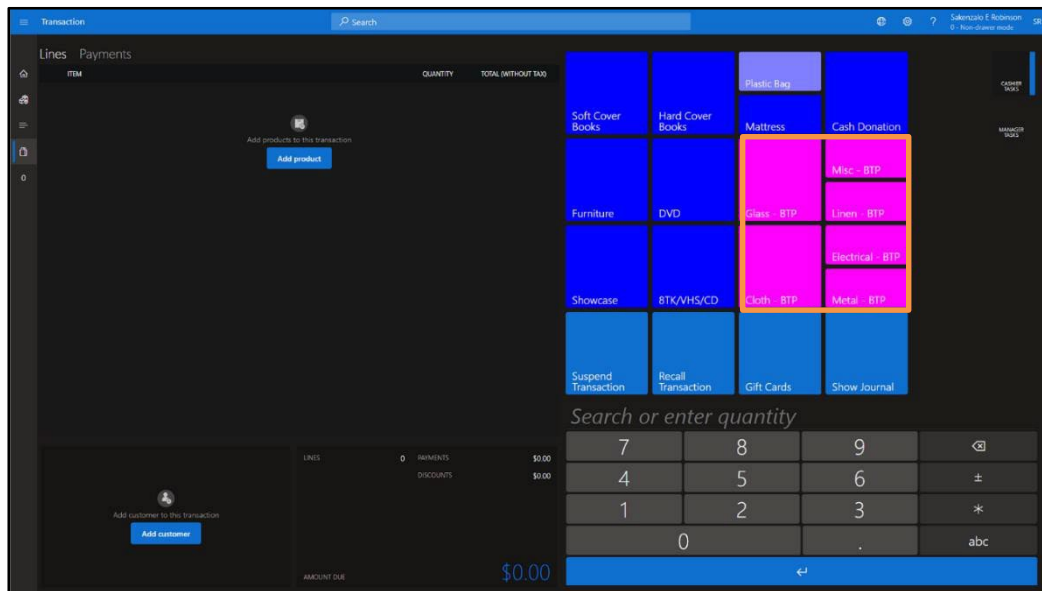 Transaction
Search
Sakenzalo E Robinson
0 - Non-drawer mode
SR
Lines Payments
ITEM QUANTITY TOTAL (WITHOUT TAX)
Add products to this transaction
Add product
0
Plastic Bag
Soft Cover Books
Hard Cover Books
Mattress
Cash Donation
Misc - BTP
Furniture
DVD
Glass - BTP
Linen - BTP
Electrical - BTP
Showcase
8TK/VHS/CD
Cloth - BTP
Metal - BTP
Suspend Transaction
Recall Transaction
Gift Cards
Show Journal
CASHIER TASKS
MANAGER TASKS
Search or enter quantity
7 8 9
4 5 6 ±
1 2 3 *
0 . abc
LINES 0 PAYMENTS $0.00
DISCOUNTS $0.00
Add customer to this transaction
Add customer
AMOUNT DUE $0.00